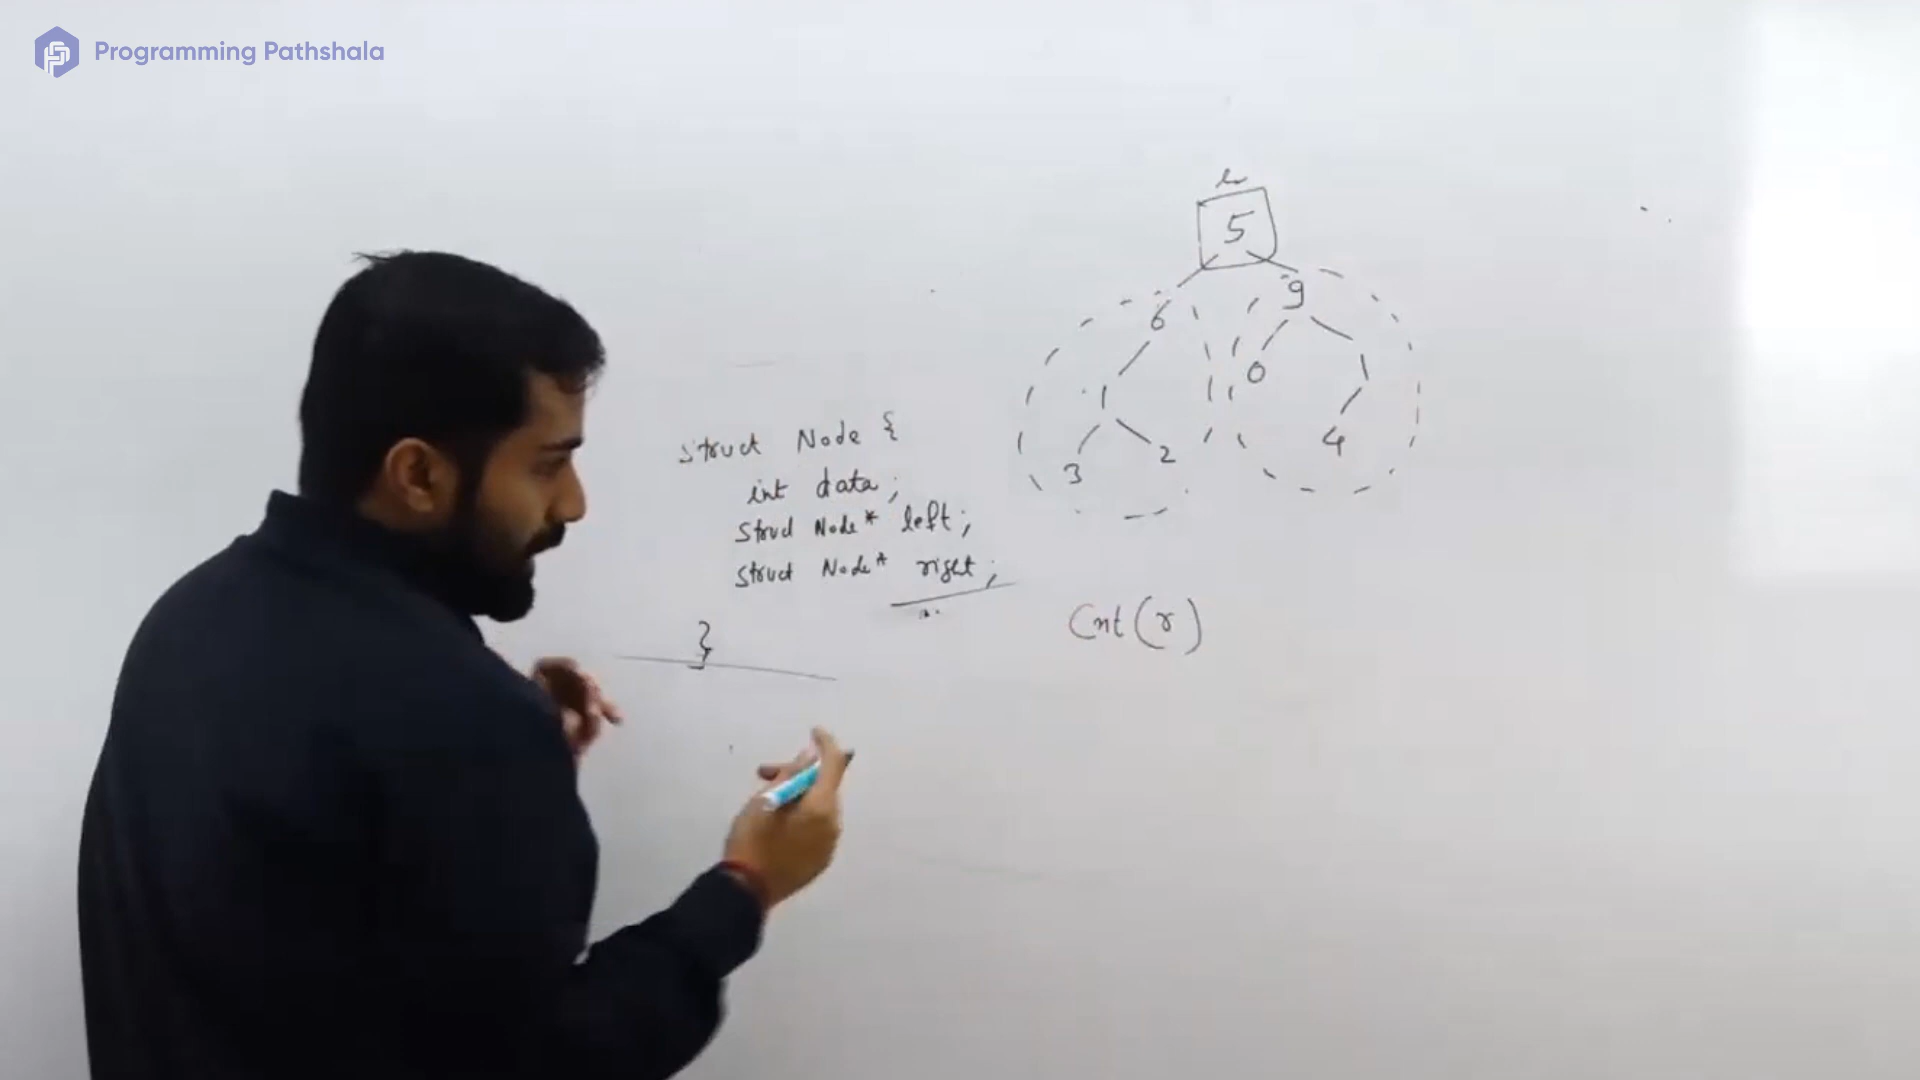 Programming Pathshala
r
5
6 9
1 0 1
3 2 4
struct Node {
int data;
struct Node* left;
struct Node* right;
}
Cnt(r)